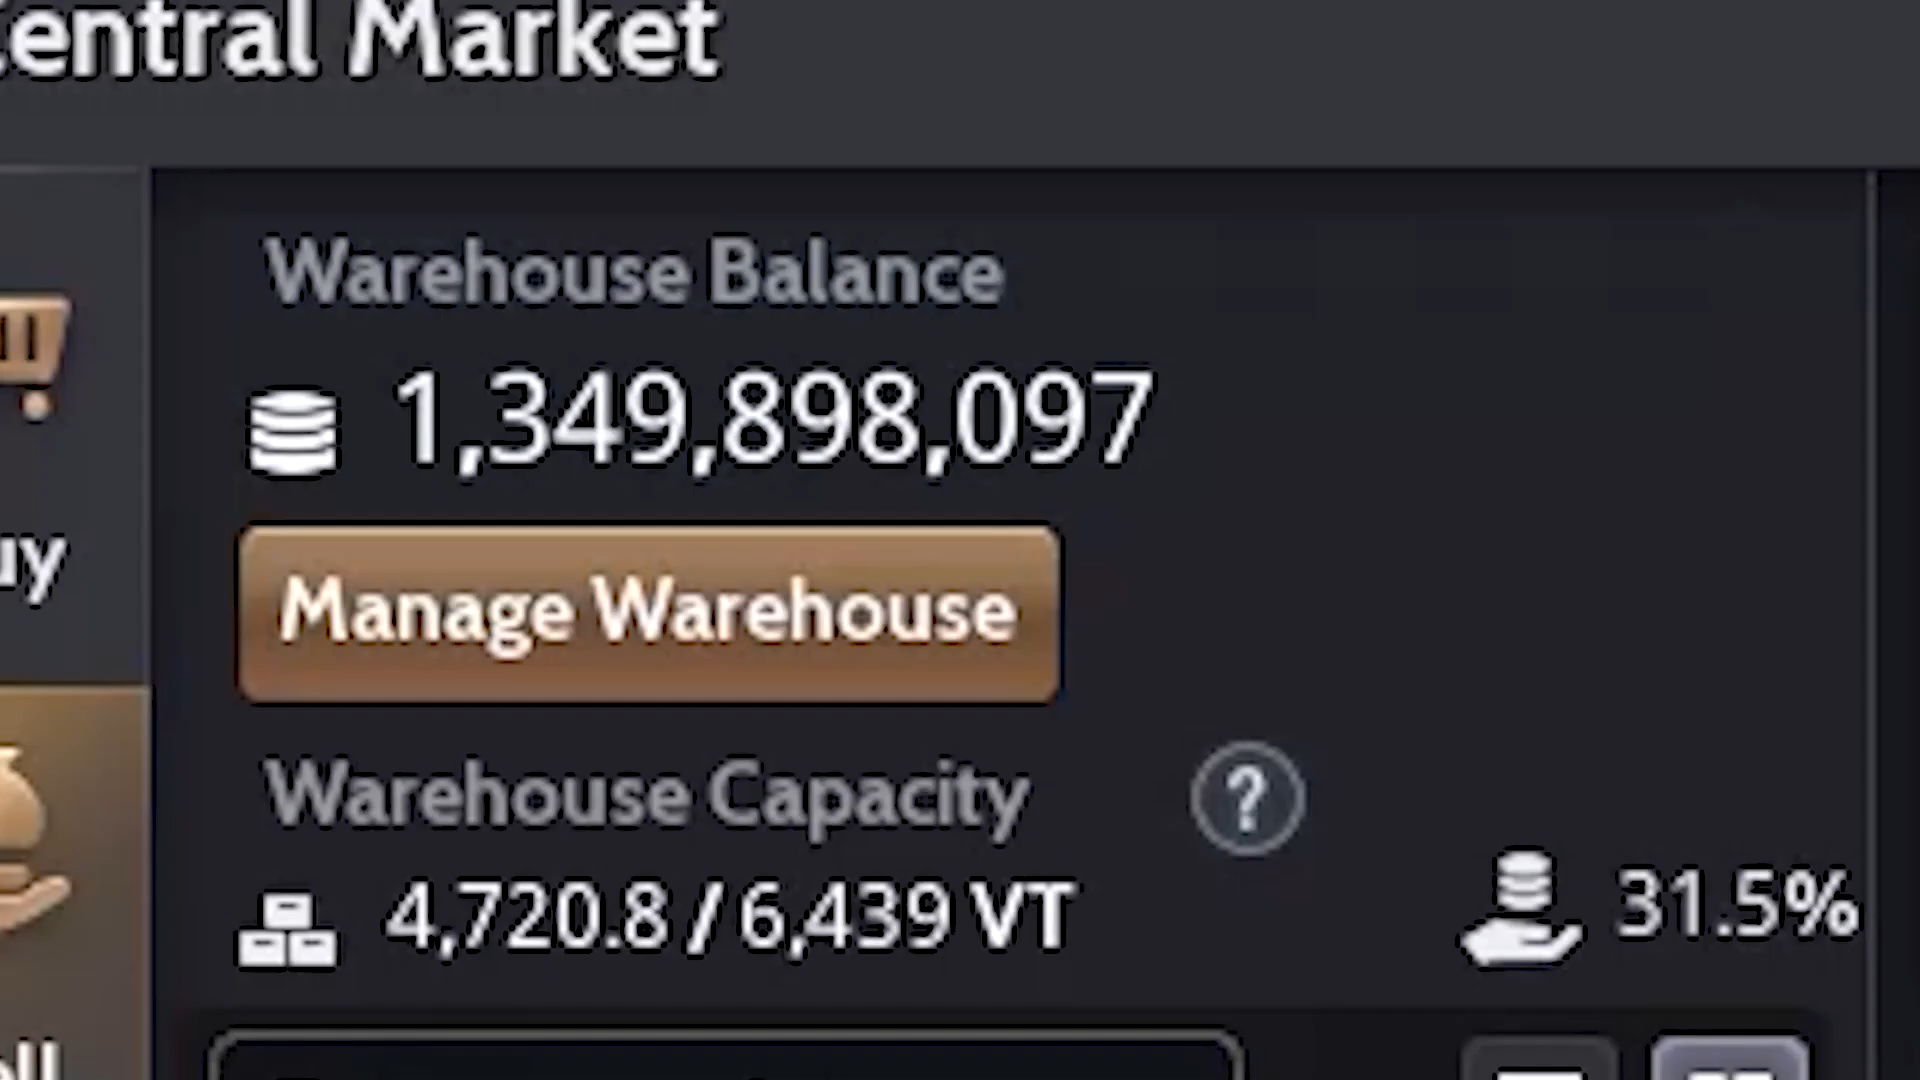 Central Market
Warehouse Balance
1,349,898,097
Manage Warehouse
Warehouse Capacity
?
4,720.8 / 6,439 VT
31.5%